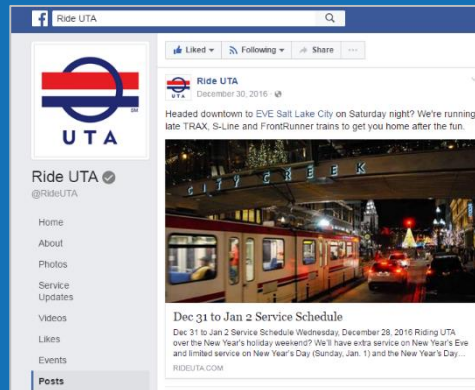 Ride UTA
Liked
Following
Share
...
UTA
SM
Ride UTA
@RideUTA
Home
About
Photos
Service
Updates
Videos
Likes
Events
Posts
UTA
Ride UTA
December 30, 2016 ·
Headed downtown to EVE Salt Lake City on Saturday night? We're running
late TRAX, S-Line and FrontRunner trains to get you home after the fun.
CITY CREEK
Dec 31 to Jan 2 Service Schedule
Dec 31 to Jan 2 Service Schedule Wednesday, December 28, 2016 Riding UTA
over the New Year's holiday weekend? We'll have extra service on New Year's Eve
and limited service on New Year's Day (Sunday, Jan. 1) and the New Year's Day...
RIDEUTA.COM